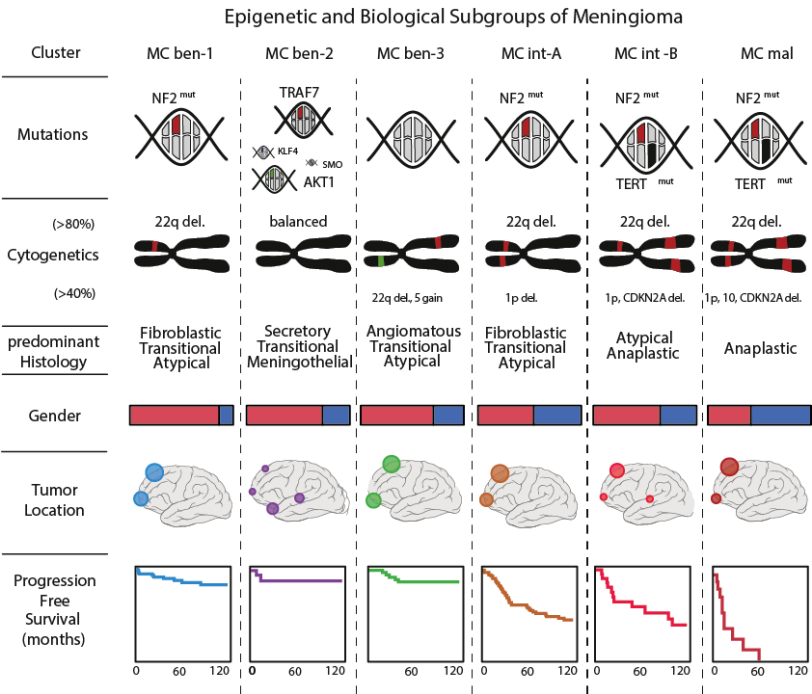 Epigenetic and Biological Subgroups of Meningioma
Cluster MC ben-1 MC ben-2 MC ben-3 MC int-A MC int -B MC mal
Mutations
NF2 mut
TRAF7
KLF4
SMO
AKT1
NF2 mut
NF2 mut
TERT mut
NF2 mut
TERT mut
Cytogenetics
(>80%) 22q del. balanced 22q del. 22q del. 22q del.
(>40%) 22q del., 5 gain 1p del. 1p, CDKN2A del. 1p, 10, CDKN2A del.
predominant
Histology
Fibroblastic
Transitional
Atypical
Secretory
Transitional
Meningothelial
Angiomatous
Transitional
Atypical
Fibroblastic
Transitional
Atypical
Atypical
Anaplastic
Anaplastic
Gender
Tumor
Location
Progression
Free
Survival
(months)
0 60 120 0 60 120 0 60 120 0 60 120 0 60 120 0 60 120